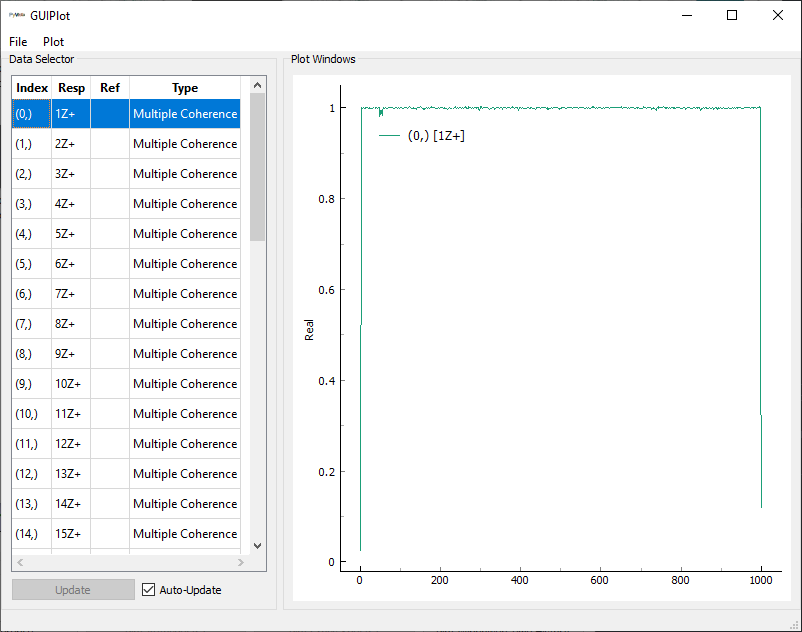 GUIPlot
File Plot
Data Selector
Index Resp Ref Type
(0,) 1Z+ Multiple Coherence
(1,) 2Z+ Multiple Coherence
(2,) 3Z+ Multiple Coherence
(3,) 4Z+ Multiple Coherence
(4,) 5Z+ Multiple Coherence
(5,) 6Z+ Multiple Coherence
(6,) 7Z+ Multiple Coherence
(7,) 8Z+ Multiple Coherence
(8,) 9Z+ Multiple Coherence
(9,) 10Z+ Multiple Coherence
(10,) 11Z+ Multiple Coherence
(11,) 12Z+ Multiple Coherence
(12,) 13Z+ Multiple Coherence
(13,) 14Z+ Multiple Coherence
(14,) 15Z+ Multiple Coherence
Update Auto-Update
Plot Windows
(0,) [1Z+]
Real
1
0.8
0.6
0.4
0.2
0
0 200 400 600 800 1000